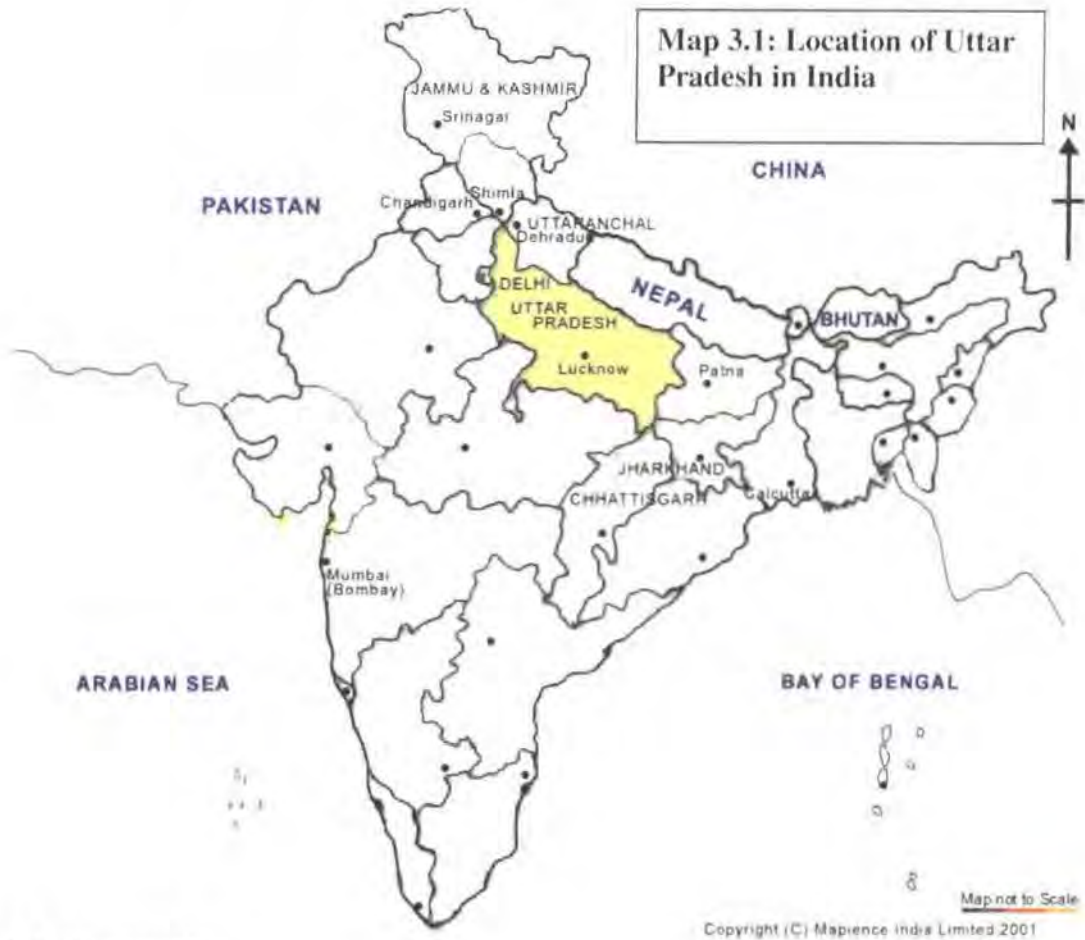 Map 3.1: Location of Uttar
Pradesh in India
N
JAMMU & KASHMIR
Srinagar
CHINA
PAKISTAN
Shimla
Chandigarh
UTTARANCHAL
Dehradun
DELHI
NEPAL
UTTAR
PRADESH
BHUTAN
Lucknow
Patna
JHARKHAND
CHHATTISGARH
Calcutta
Mumbai
(Bombay)
ARABIAN SEA
BAY OF BENGAL
Map not to Scale
Copyright (C) Mapience India Limited 2001